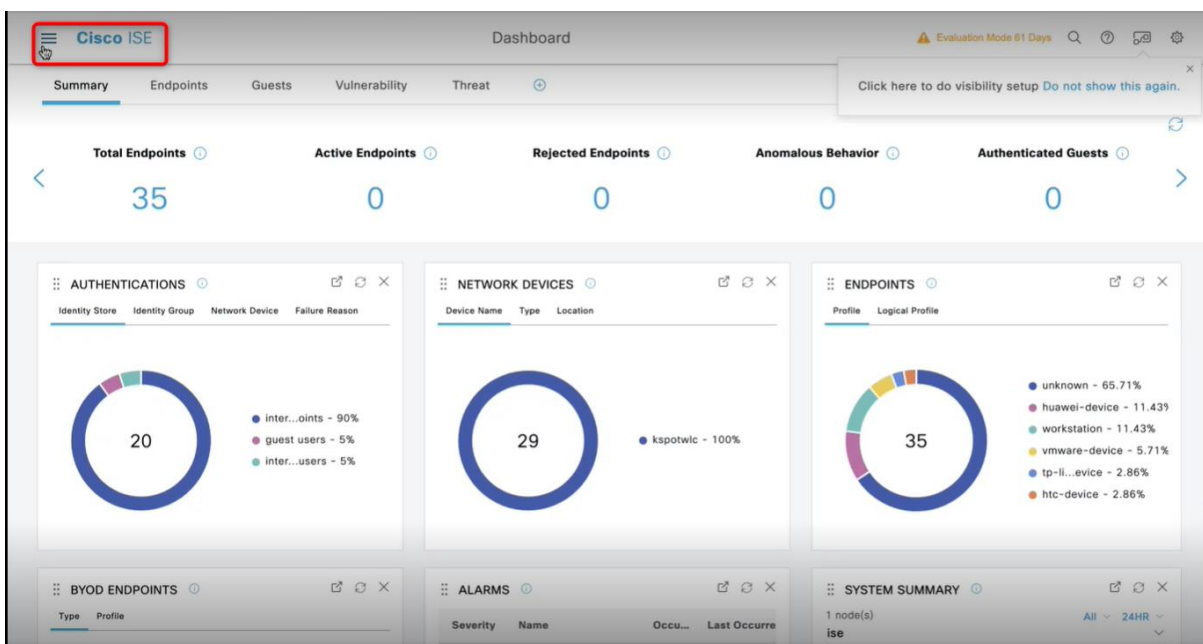 Cisco ISE
Dashboard
Evaluation Mode 61 Days
Click here to do visibility setup Do not show this again.
Summary Endpoints Guests Vulnerability Threat
Total Endpoints Active Endpoints Rejected Endpoints Anomalous Behavior Authenticated Guests
35 0 0 0 0
AUTHENTICATIONS
Identity Store Identity Group Network Device Failure Reason
20
inter...oints - 90%
guest users - 5%
inter...users - 5%
NETWORK DEVICES
Device Name Type Location
29
kspotwlc - 100%
ENDPOINTS
Profile Logical Profile
35
unknown - 65.71%
huawei-device - 11.43%
workstation - 11.43%
vmware-device - 5.71%
tp-li...evice - 2.86%
htc-device - 2.86%
BYOD ENDPOINTS
Type Profile
ALARMS
Severity Name Occu... Last Occurre
SYSTEM SUMMARY
1 node(s) All 24HR
ise